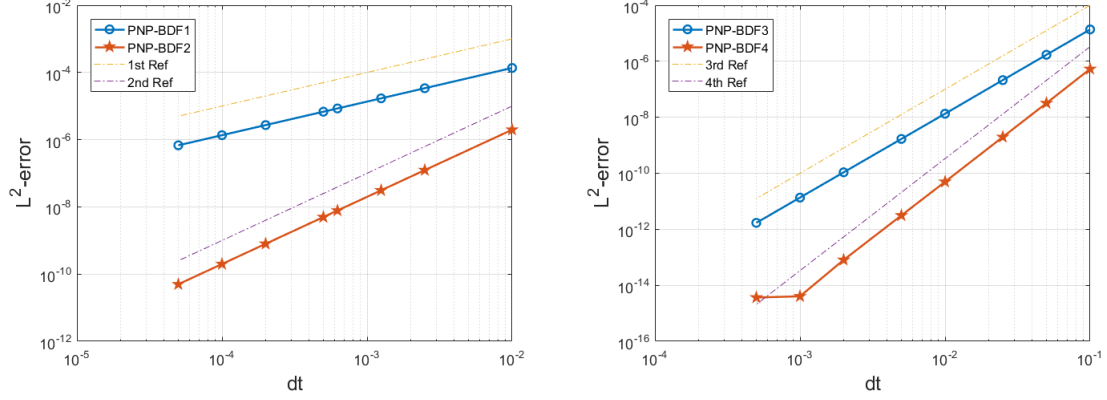 10^-2
10^-4
10^-6
10^-8
10^-10
10^-12
L^2-error
10^-5
10^-4
10^-3
10^-2
dt
PNP-BDF1
PNP-BDF2
1st Ref
2nd Ref
10^-4
10^-6
10^-8
10^-10
10^-12
10^-14
10^-16
L^2-error
10^-4
10^-3
10^-2
10^-1
dt
PNP-BDF3
PNP-BDF4
3rd Ref
4th Ref